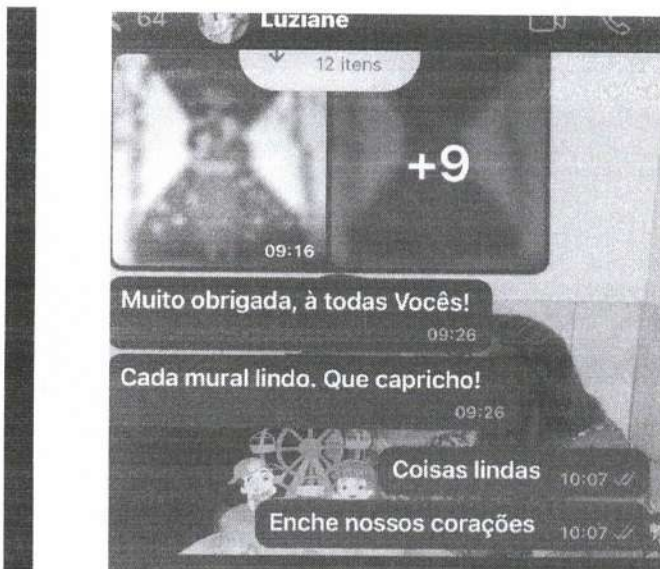 64 Luziane
12 itens
+9
09:16
Muito obrigada, à todas Vocês!
09:26
Cada mural lindo. Que capricho!
09:26
Coisas lindas 10:07
Enche nossos corações 10:07